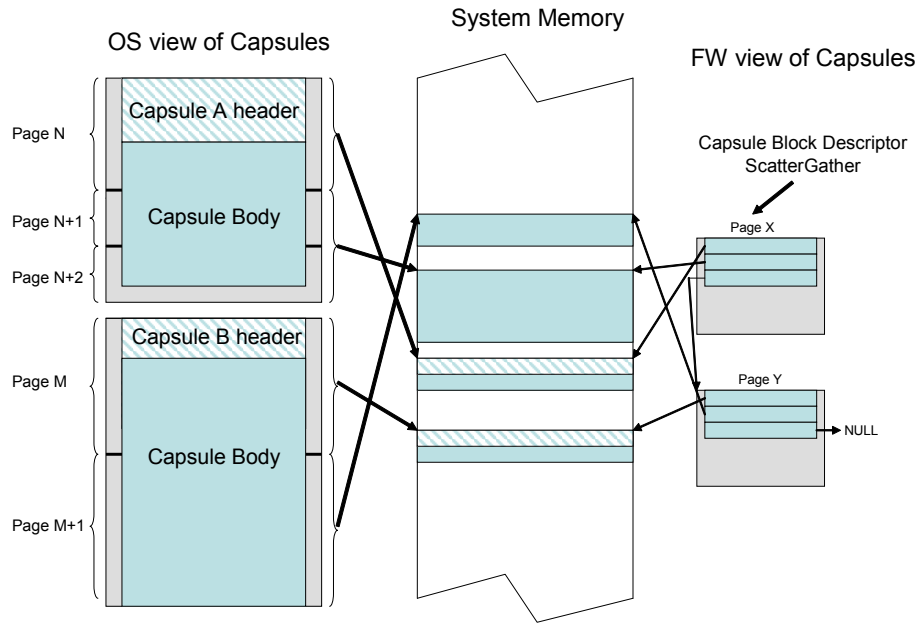 System Memory
OS view of Capsules
FW view of Capsules
Capsule A header
Page N
Capsule Body
Page N+1
Page N+2
Capsule B header
Page M
Capsule Body
Page M+1
Capsule Block Descriptor
ScatterGather
Page X
Page Y
NULL